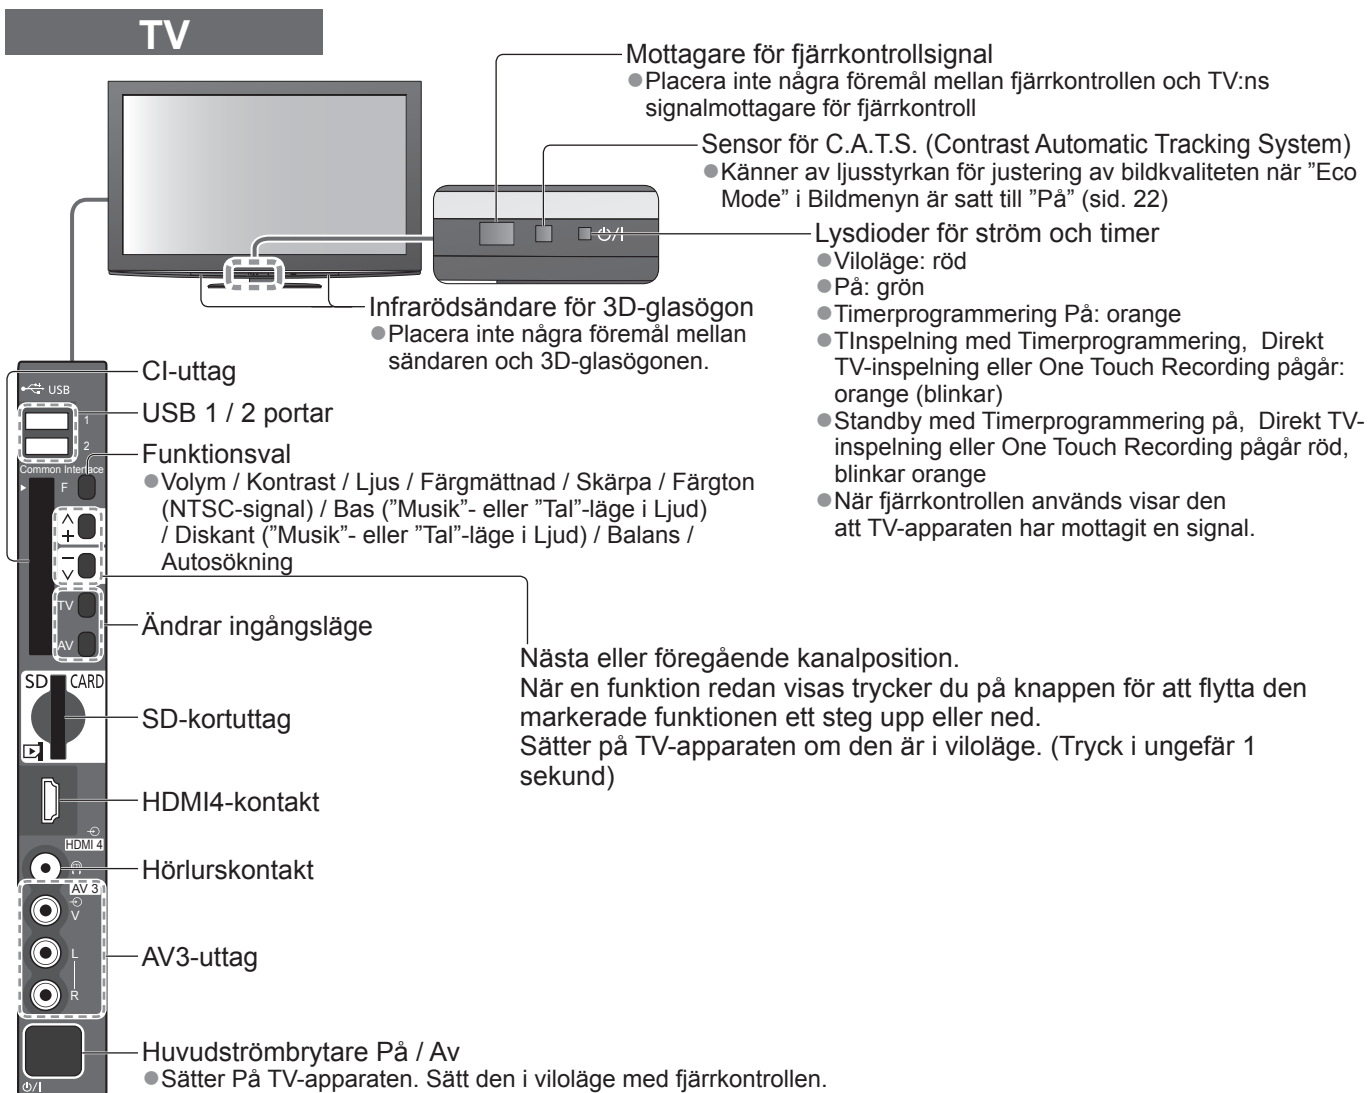 TV
Mottagare för fjärrkontrollsignal
●Placera inte några föremål mellan fjärrkontrollen och TV:ns
signalmottagare för fjärrkontroll
Sensor för C.A.T.S. (Contrast Automatic Tracking System)
●Känner av ljusstyrkan för justering av bildkvaliteten när ”Eco
Mode” i Bildmenyn är satt till ”På” (sid. 22)
Lysdioder för ström och timer
●Viloläge: röd
●På: grön
●Timerprogrammering På: orange
●TInspelning med Timerprogrammering, Direkt
TV-inspelning eller One Touch Recording pågår:
orange (blinkar)
●Standby med Timerprogrammering på, Direkt TV-
inspelning eller One Touch Recording pågår röd,
blinkar orange
●När fjärrkontrollen används visar den
att TV-apparaten har mottagit en signal.
Infrarödsändare för 3D-glasögon
●Placera inte några föremål mellan
sändaren och 3D-glasögonen.
CI-uttag
USB 1 / 2 portar
Funktionsval
●Volym / Kontrast / Ljus / Färgmättnad / Skärpa / Färgton
(NTSC-signal) / Bas (”Musik”- eller ”Tal”-läge i Ljud)
/ Diskant (”Musik”- eller ”Tal”-läge i Ljud) / Balans /
Autosökning
Ändrar ingångsläge
Nästa eller föregående kanalposition.
När en funktion redan visas trycker du på knappen för att flytta den
markerade funktionen ett steg upp eller ned.
Sätter på TV-apparaten om den är i viloläge. (Tryck i ungefär 1
sekund)
SD-kortuttag
HDMI4-kontakt
Hörlurskontakt
AV3-uttag
Huvudströmbrytare På / Av
●Sätter På TV-apparaten. Sätt den i viloläge med fjärrkontrollen.
USB
1
2
Common Interface
F
+
−
TV
AV
SD CARD
HDMI 4
AV 3
V
L
R
⏻/I
⏻/I